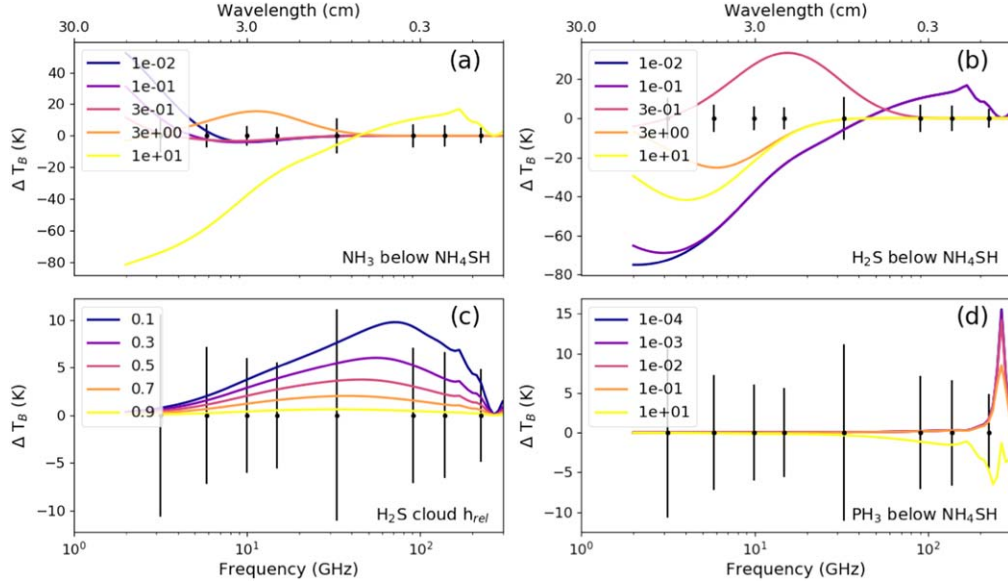 Wavelength (cm)
Wavelength (cm)
30.0 3.0 0.3
30.0 3.0 0.3
Δ T_B (K)
40
20
0
−20
−40
−60
−80
1e-02
1e-01
3e-01
3e+00
1e+01
(a)
NH₃ below NH₄SH
Δ T_B (K)
20
0
−20
−40
−60
−80
1e-02
1e-01
3e-01
3e+00
1e+01
(b)
H₂S below NH₄SH
Δ T_B (K)
10
5
0
−5
−10
0.1
0.3
0.5
0.7
0.9
(c)
H₂S cloud h_rel
10⁰ 10¹ 10²
Frequency (GHz)
Δ T_B (K)
15
10
5
0
−5
−10
1e-04
1e-03
1e-02
1e-01
1e+01
(d)
PH₃ below NH₄SH
10⁰ 10¹ 10²
Frequency (GHz)